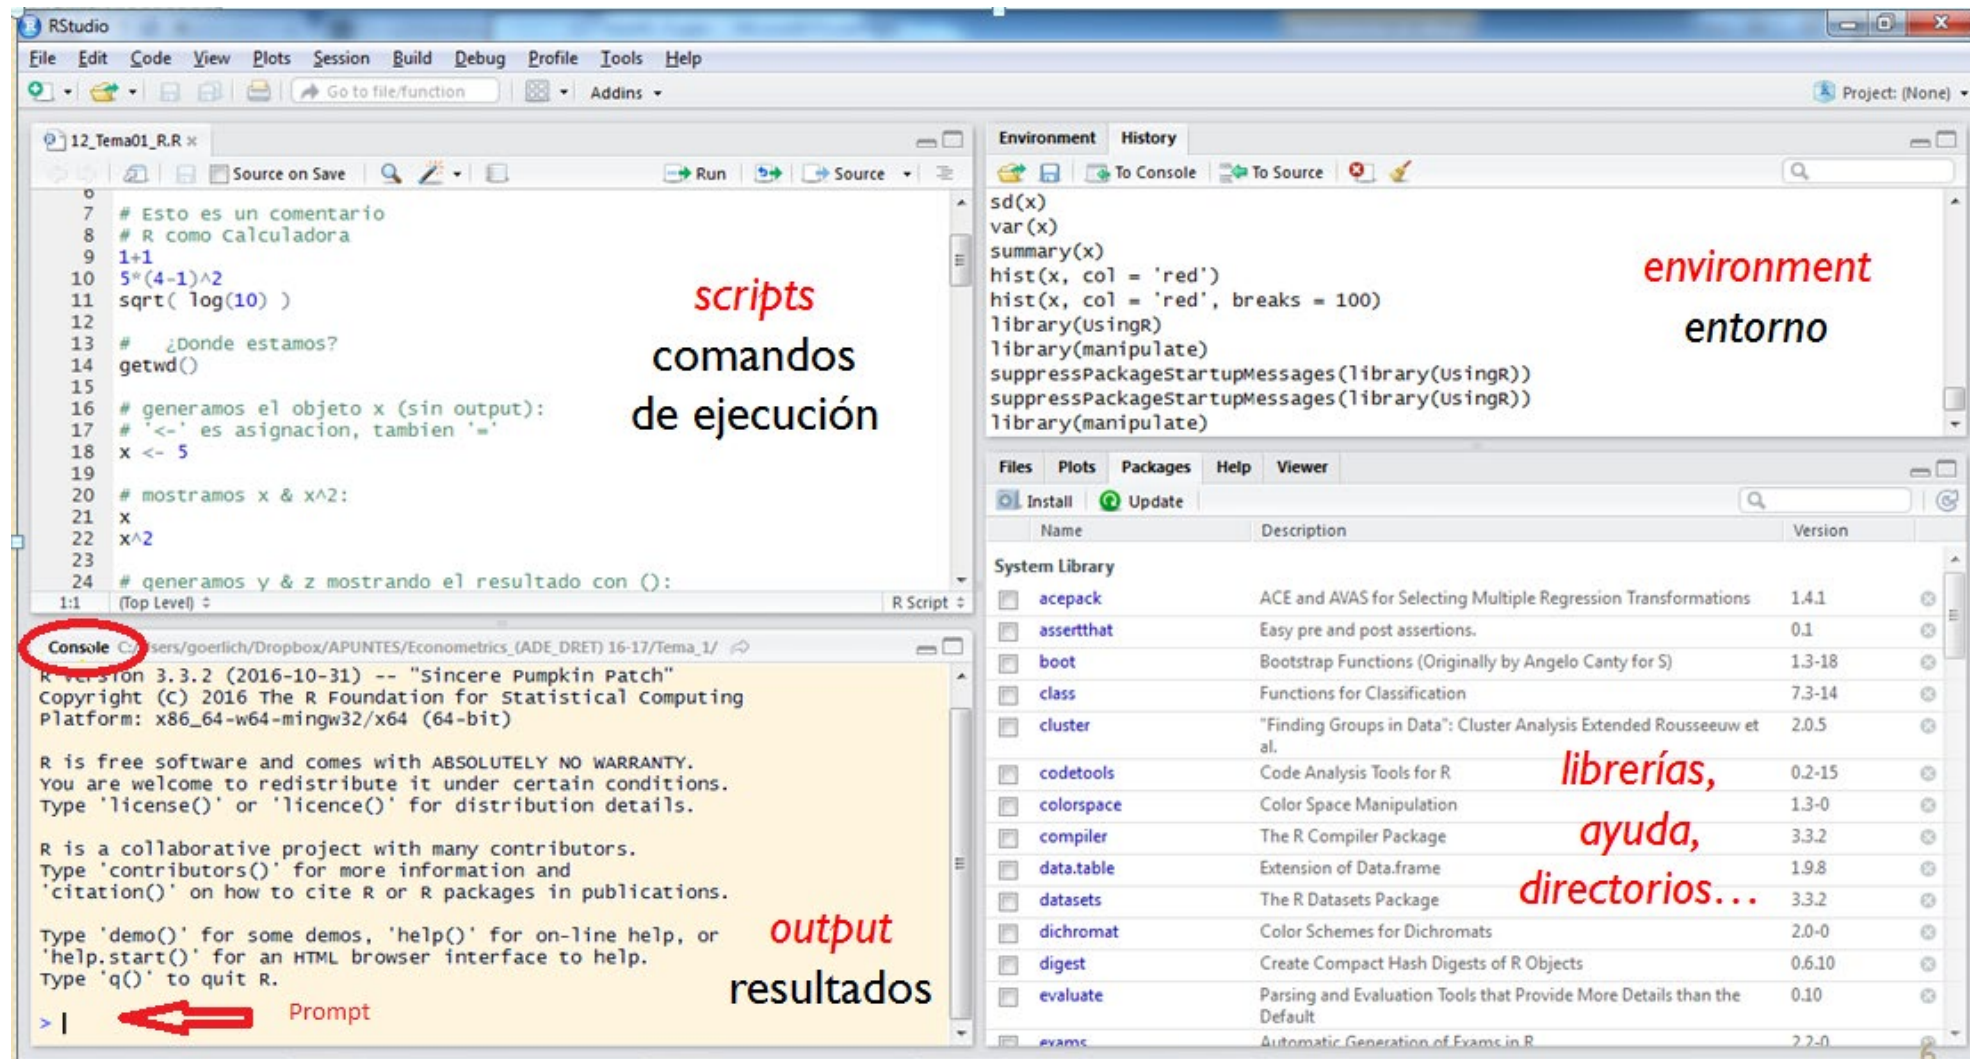 RStudio
File Edit Code View Plots Session Build Debug Profile Tools Help
Go to file/function Addins Project: (None)
12_Tema01_R.R
Source on Save Run Source
6
7 # Esto es un comentario
8 # R como Calculadora
9 1+1
10 5*(4-1)^2
11 sqrt( log(10) )
12
13 # ¿Donde estamos?
14 getwd()
15
16 # generamos el objeto x (sin output):
17 # '<-' es asignacion, tambien '='
18 x <- 5
19
20 # mostramos x & x^2:
21 x
22 x^2
23
24 # generamos y & z mostrando el resultado con ():
1:1 (Top Level) R Script
scripts
comandos
de ejecución
Console C:/Users/goerlich/Dropbox/APUNTES/Econometrics_(ADE_DRET) 16-17/Tema_1/
R version 3.3.2 (2016-10-31) -- "Sincere Pumpkin Patch"
Copyright (C) 2016 The R Foundation for Statistical Computing
Platform: x86_64-w64-mingw32/x64 (64-bit)
R is free software and comes with ABSOLUTELY NO WARRANTY.
You are welcome to redistribute it under certain conditions.
Type 'license()' or 'licence()' for distribution details.
R is a collaborative project with many contributors.
Type 'contributors()' for more information and
'citation()' on how to cite R or R packages in publications.
Type 'demo()' for some demos, 'help()' for on-line help, or
'help.start()' for an HTML browser interface to help.
Type 'q()' to quit R.
>
Prompt
output
resultados
Environment History
To Console To Source
sd(x)
var(x)
summary(x)
hist(x, col = 'red')
hist(x, col = 'red', breaks = 100)
library(UsingR)
library(manipulate)
suppressPackageStartupMessages(library(UsingR))
suppressPackageStartupMessages(library(UsingR))
library(manipulate)
environment
entorno
Files Plots Packages Help Viewer
Install Update
Name Description Version
System Library
acepack ACE and AVAS for Selecting Multiple Regression Transformations 1.4.1
assertthat Easy pre and post assertions. 0.1
boot Bootstrap Functions (Originally by Angelo Canty for S) 1.3-18
class Functions for Classification 7.3-14
cluster "Finding Groups in Data": Cluster Analysis Extended Rousseeuw et 2.0.5
al.
codetools Code Analysis Tools for R 0.2-15
colorspace Color Space Manipulation 1.3-0
compiler The R Compiler Package 3.3.2
data.table Extension of Data.frame 1.9.8
datasets The R Datasets Package 3.3.2
dichromat Color Schemes for Dichromats 2.0-0
digest Create Compact Hash Digests of R Objects 0.6.10
evaluate Parsing and Evaluation Tools that Provide More Details than the 0.10
Default
exams Automatic Generation of Exams in R 2.2-0
librerías,
ayuda,
directorios...
6